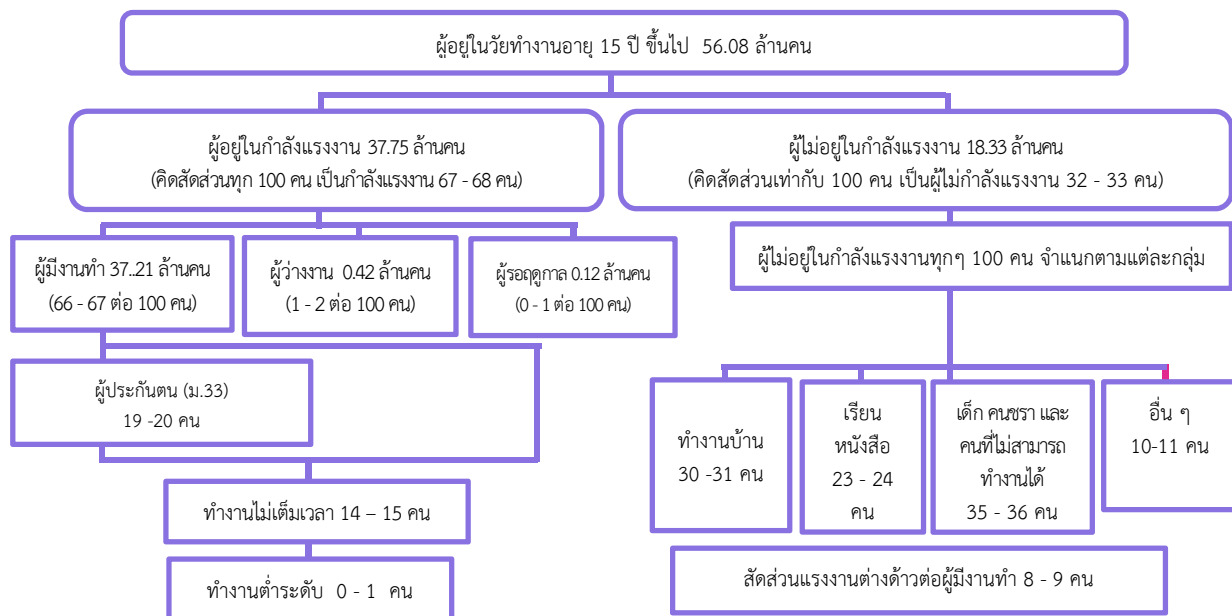 ผู้อยู่ในวัยทำงานอายุ 15 ปี ขึ้นไป 56.08 ล้านคน
ผู้อยู่ในกำลังแรงงาน 37.75 ล้านคน
(คิดสัดส่วนทุก 100 คน เป็นกำลังแรงงาน 67 - 68 คน)
ผู้ไม่อยู่ในกำลังแรงงาน 18.33 ล้านคน
(คิดสัดส่วนเท่ากับ 100 คน เป็นผู้ไม่กำลังแรงงาน 32 - 33 คน)
ผู้มีงานทำ 37..21 ล้านคน
(66 - 67 ต่อ 100 คน)
ผู้ว่างงาน 0.42 ล้านคน
(1 - 2 ต่อ 100 คน)
ผู้รอฤดูกาล 0.12 ล้านคน
(0 - 1 ต่อ 100 คน)
ผู้ไม่อยู่ในกำลังแรงงานทุกๆ 100 คน จำแนกตามแต่ละกลุ่ม
ผู้ประกันตน (ม.33)
19 -20 คน
ทำงานไม่เต็มเวลา 14 – 15 คน
ทำงานต่ำระดับ 0 - 1 คน
ทำงานบ้าน
30 -31 คน
เรียน
หนังสือ
23 - 24
คน
เด็ก คนชรา และ
คนที่ไม่สามารถ
ทำงานได้
35 - 36 คน
อื่น ๆ
10-11 คน
สัดส่วนแรงงานต่างด้าวต่อผู้มีงานทำ 8 - 9 คน